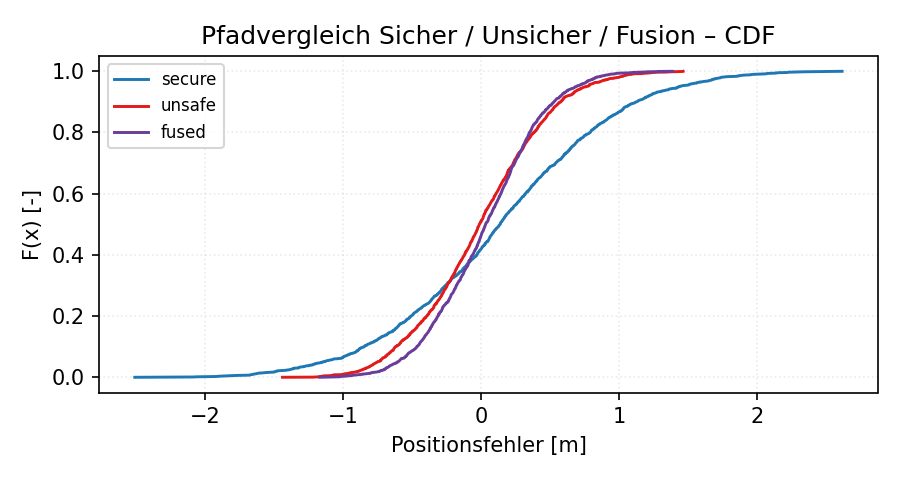 Pfadvergleich Sicher / Unsicher / Fusion – CDF
secure
unsafe
fused
F(x) [-]
1.0
0.8
0.6
0.4
0.2
0.0
−2
−1
0
1
2
Positionsfehler [m]